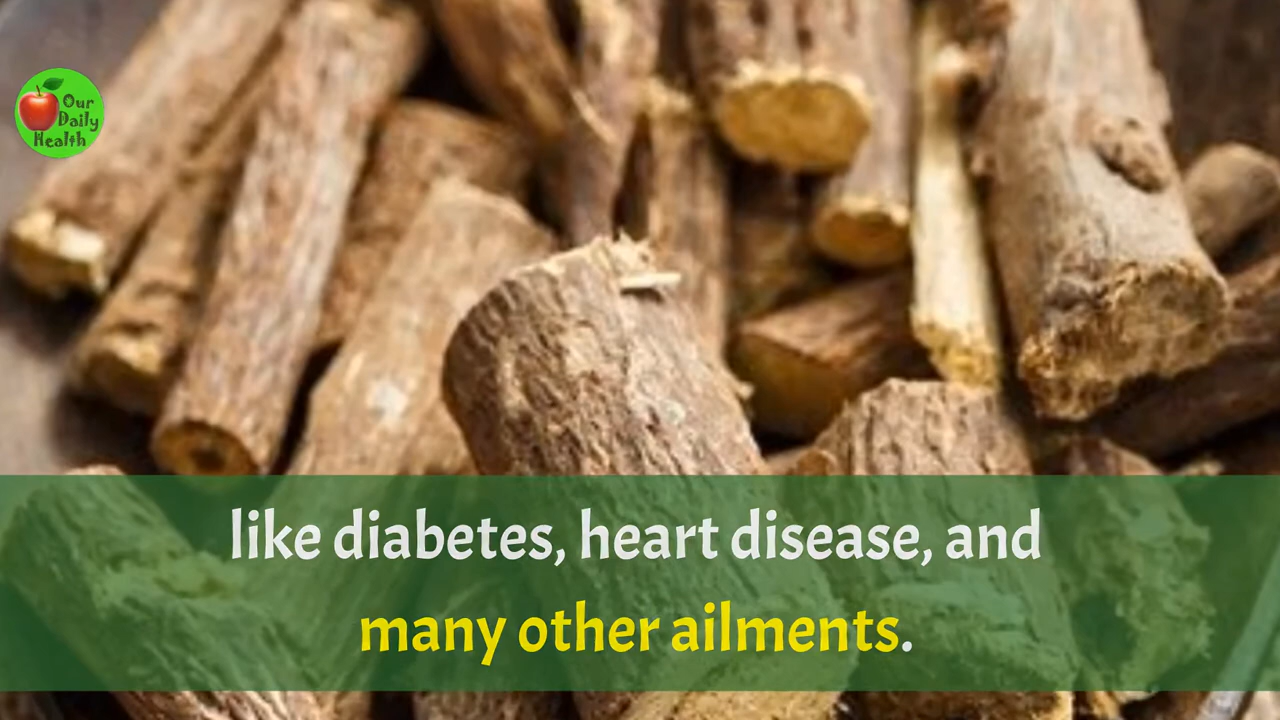 Our
Daily
Health
like diabetes, heart disease, and
many other ailments.